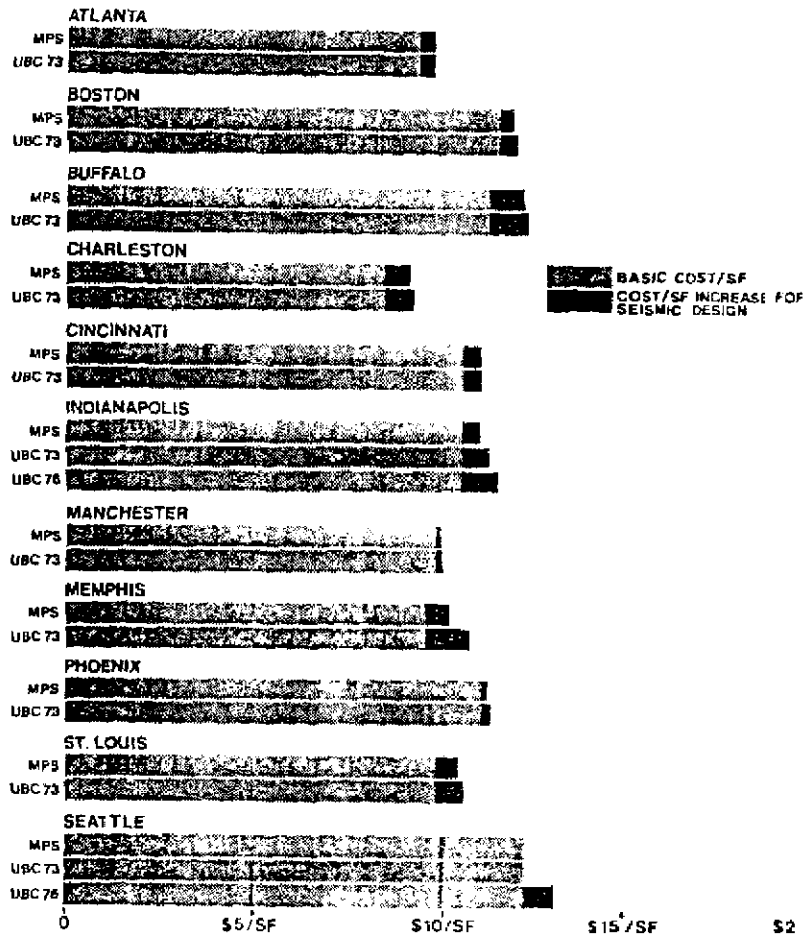 ATLANTA
MPS
UBC 73
BOSTON
MPS
UBC 73
BUFFALO
MPS
UBC 73
CHARLESTON
MPS
UBC 73
BASIC COST/SF
COST/SF INCREASE FOR
SEISMIC DESIGN
CINCINNATI
MPS
UBC 73
INDIANAPOLIS
MPS
UBC 73
UBC 76
MANCHESTER
MPS
UBC 73
MEMPHIS
MPS
UBC 73
PHOENIX
MPS
UBC 73
ST. LOUIS
MPS
UBC 73
SEATTLE
MPS
UBC 73
UBC 76
0 $5/SF $10/SF $15/SF $2